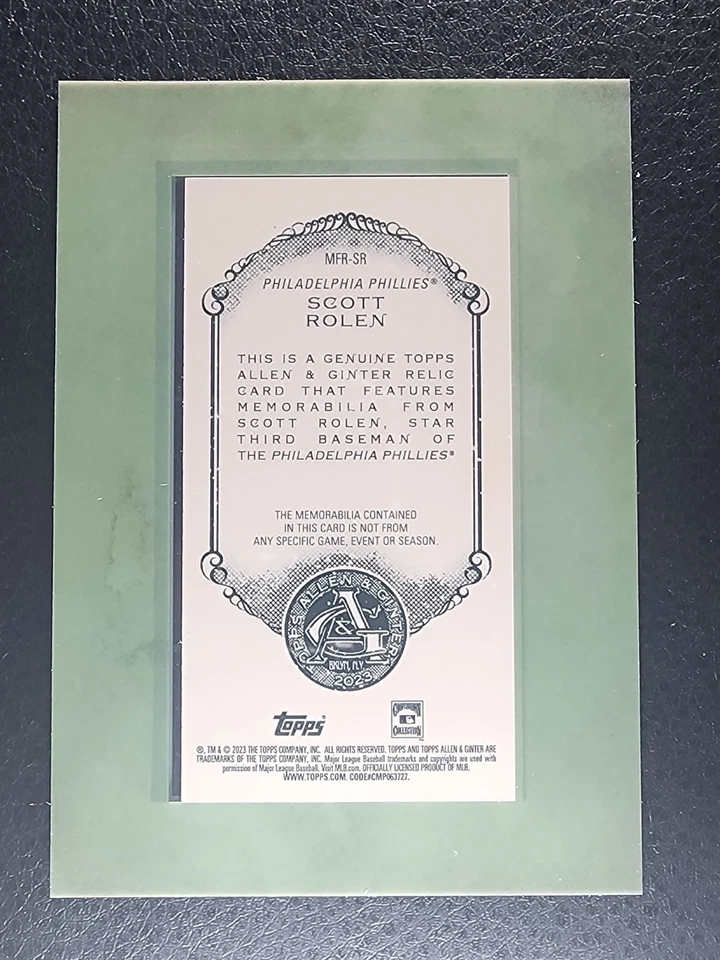 MFR-SR
PHILADELPHIA PHILLIES®
SCOTT
ROLEN
THIS IS A GENUINE TOPPS
ALLEN & GINTER RELIC
CARD THAT FEATURES
MEMORABILIA FROM
SCOTT ROLEN, STAR
THIRD BASEMAN OF
THE PHILADELPHIA PHILLIES®
THE MEMORABILIA CONTAINED
IN THIS CARD IS NOT FROM
ANY SPECIFIC GAME, EVENT OR SEASON.
TOPPS ALLEN & GINTER
A&G
BKLYN, N.Y.
2023
topps®
COOPERSTOWN
COLLECTION™
®, TM & © 2023 THE TOPPS COMPANY, INC. ALL RIGHTS RESERVED. TOPPS AND TOPPS ALLEN & GINTER ARE
TRADEMARKS OF THE TOPPS COMPANY, INC. Major League Baseball trademarks and copyrights are used with
permission of Major League Baseball. Visit MLB.com. OFFICIALLY LICENSED PRODUCT OF MLB.
WWW.TOPPS.COM. CODE#CMP063727.